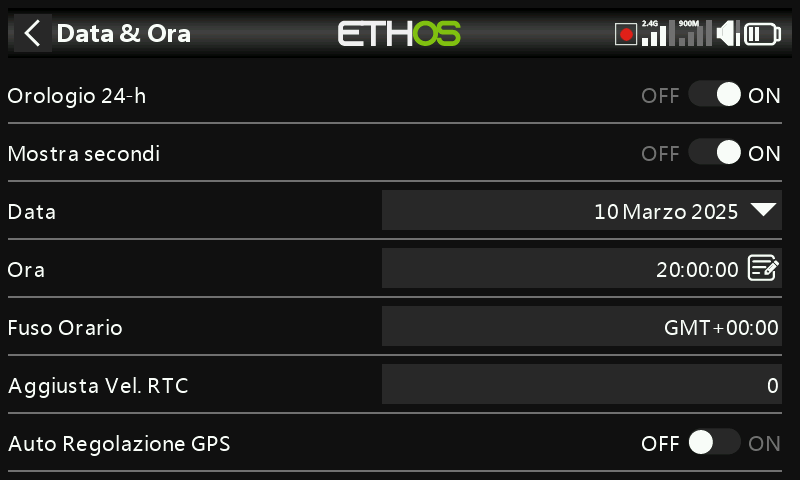 Data & Ora ETHOS 2.4G 900M
Orologio 24-h OFF ON
Mostra secondi OFF ON
Data 10 Marzo 2025
Ora 20:00:00
Fuso Orario GMT+00:00
Aggiusta Vel. RTC 0
Auto Regolazione GPS OFF ON